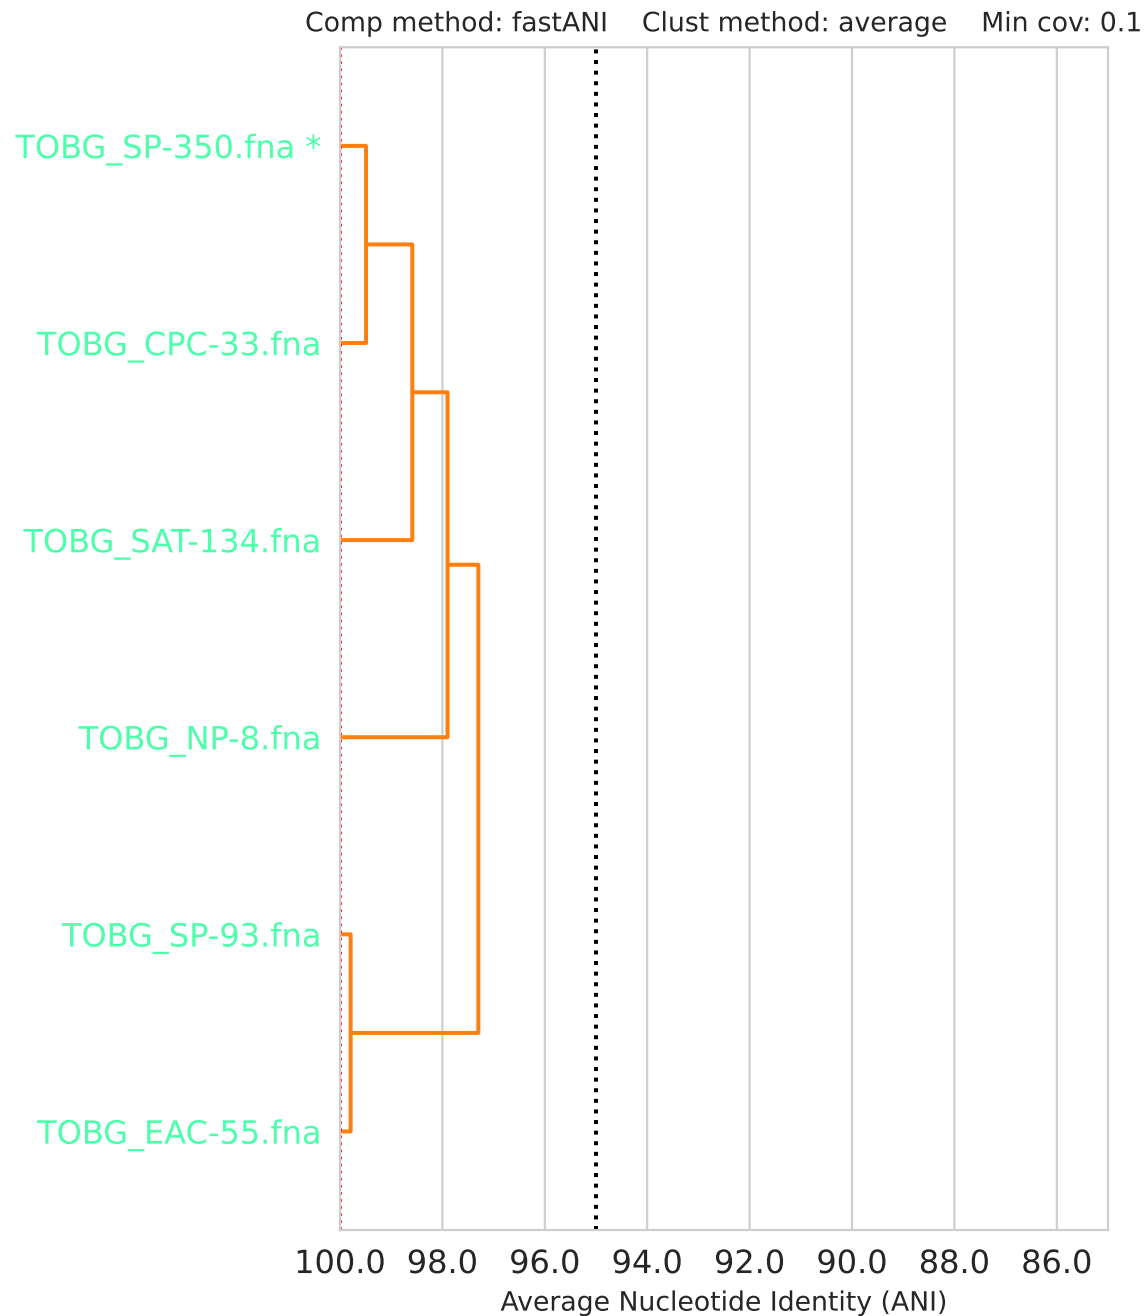 Comp method: fastANI    Clust method: average    Min cov: 0.1
TOBG_SP-350.fna *
TOBG_CPC-33.fna
TOBG_SAT-134.fna
TOBG_NP-8.fna
TOBG_SP-93.fna
TOBG_EAC-55.fna
100.0 98.0 96.0 94.0 92.0 90.0 88.0 86.0
Average Nucleotide Identity (ANI)